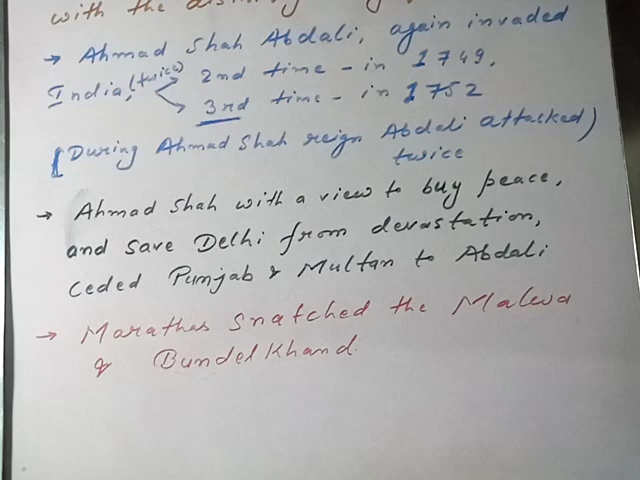 with the
→ Ahmad Shah Abdali, again invaded
India, (twice) 2nd time - in 1749.
3rd time - in 1752
(During Ahmad Shah reign Abdali attacked)
twice
→ Ahmad Shah with a view to buy peace,
and save Delhi from devastation,
ceded Punjab & Multan to Abdali
→ Marathas snatched the Malwa
& Bundelkhand.